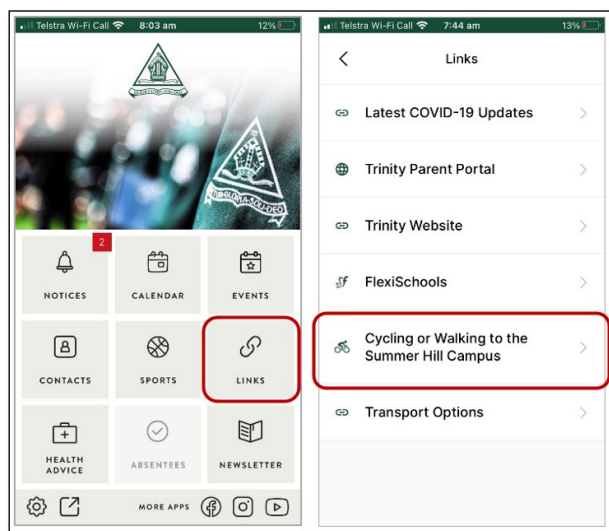 Telstra Wi-Fi Call 8:03 am 12%
2
NOTICES CALENDAR EVENTS
CONTACTS SPORTS LINKS
HEALTH
ADVICE ABSENTEES NEWSLETTER
MORE APPS
Telstra Wi-Fi Call 7:44 am 13%
Links
Latest COVID-19 Updates
Trinity Parent Portal
Trinity Website
FlexiSchools
Cycling or Walking to the
Summer Hill Campus
Transport Options